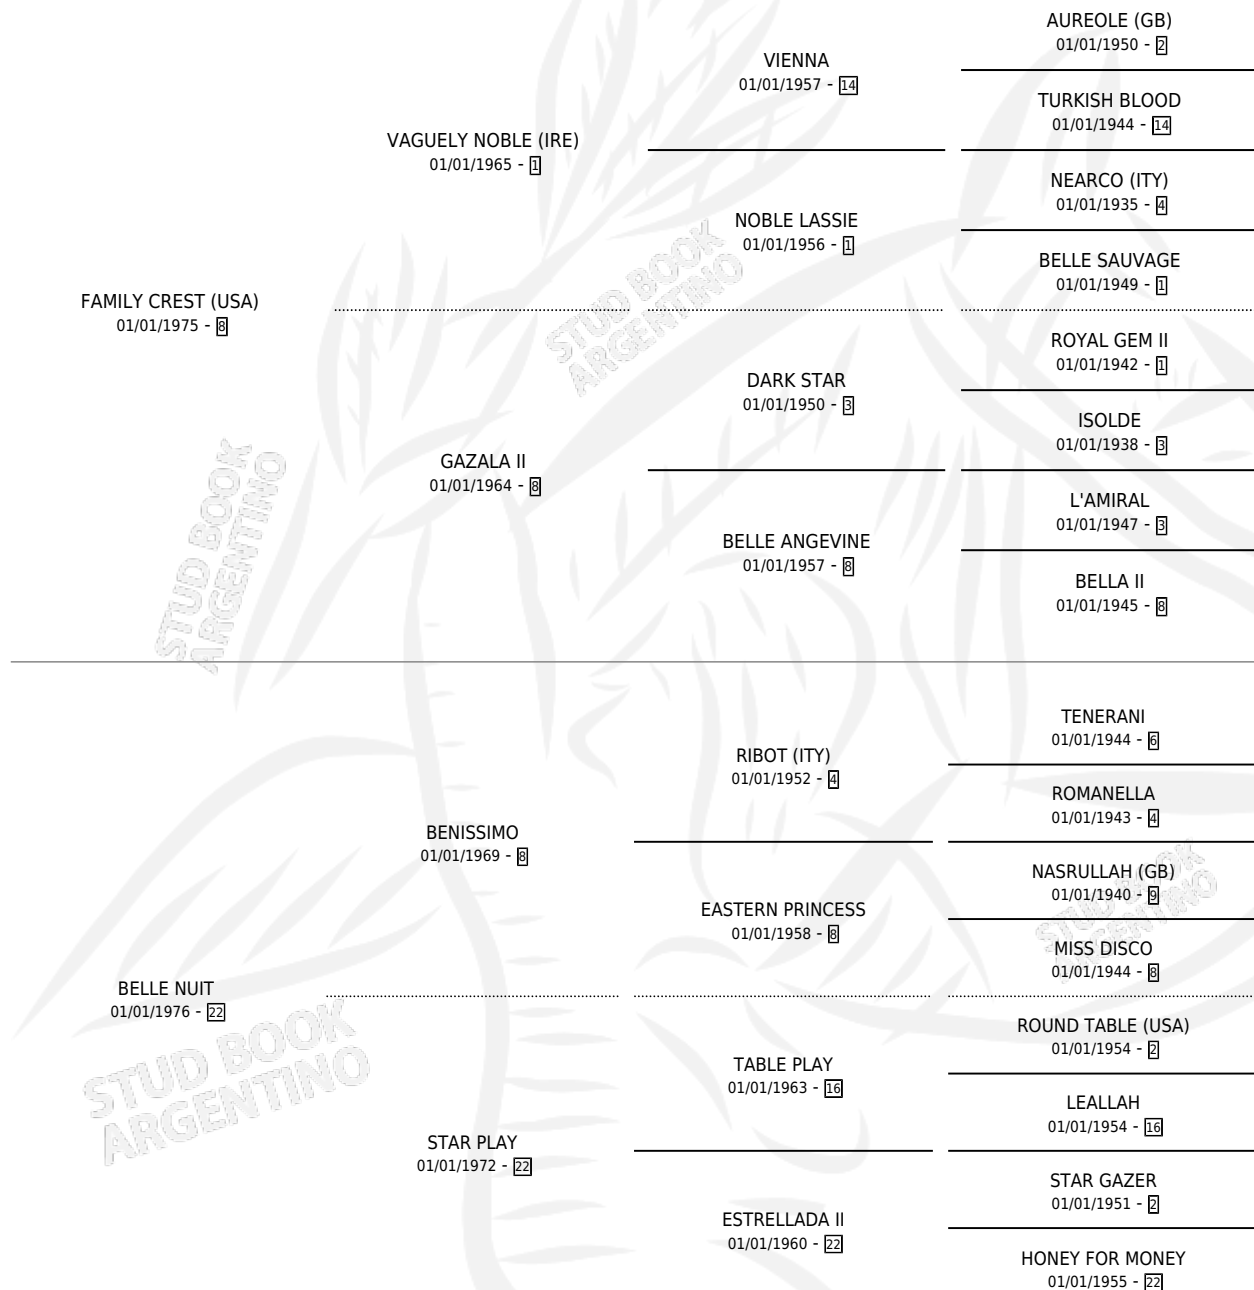 AUREOLE (GB)
01/01/1950 - 2
VIENNA
01/01/1957 - 14
TURKISH BLOOD
01/01/1944 - 14
VAGUELY NOBLE (IRE)
01/01/1965 - 1
NEARCO (ITY)
01/01/1935 - 4
NOBLE LASSIE
01/01/1956 - 1
BELLE SAUVAGE
01/01/1949 - 1
FAMILY CREST (USA)
01/01/1975 - 8
STUD BOOK
ARGENTINO
ROYAL GEM II
01/01/1942 - 1
DARK STAR
01/01/1950 - 3
ISOLDE
01/01/1938 - 3
GAZALA II
01/01/1964 - 8
L'AMIRAL
01/01/1947 - 3
BELLE ANGEVINE
01/01/1957 - 8
BELLA II
01/01/1945 - 8
STUD BOOK
ARGENTINO
TENERANI
01/01/1944 - 6
RIBOT (ITY)
01/01/1952 - 4
ROMANELLA
01/01/1943 - 4
BENISSIMO
01/01/1969 - 8
NASRULLAH (GB)
01/01/1940 - 9
EASTERN PRINCESS
01/01/1958 - 8
STUD BOOK
ARGENTINO
MISS DISCO
01/01/1944 - 8
BELLE NUIT
01/01/1976 - 22
ROUND TABLE (USA)
01/01/1954 - 2
STUD BOOK
ARGENTINO
TABLE PLAY
01/01/1963 - 16
LEALLAH
01/01/1954 - 16
STAR PLAY
01/01/1972 - 22
STAR GAZER
01/01/1951 - 2
ESTRELLADA II
01/01/1960 - 22
HONEY FOR MONEY
01/01/1955 - 22